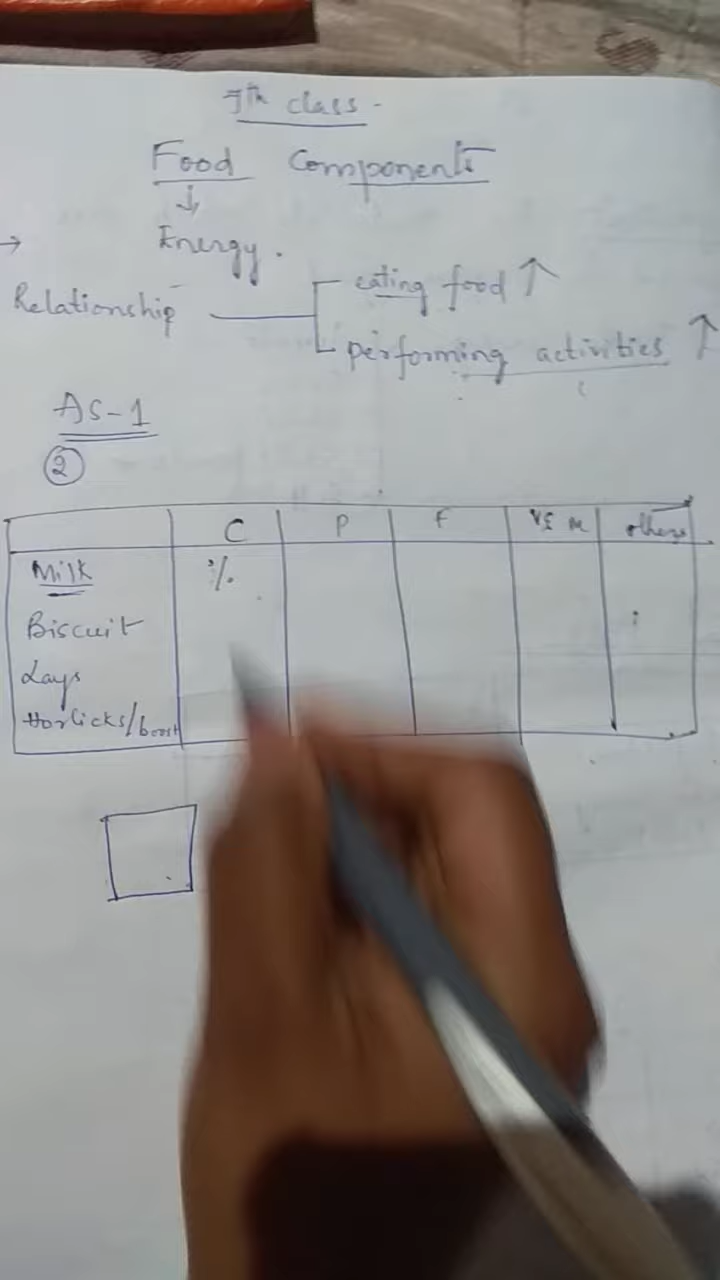 7th class -
Food Components
↓
→ Energy.
Relationship
eating food ↑
performing activities ↑
AS-1
②
C P F V& M others
Milk %
Biscuit
Lays
Horlicks/boost